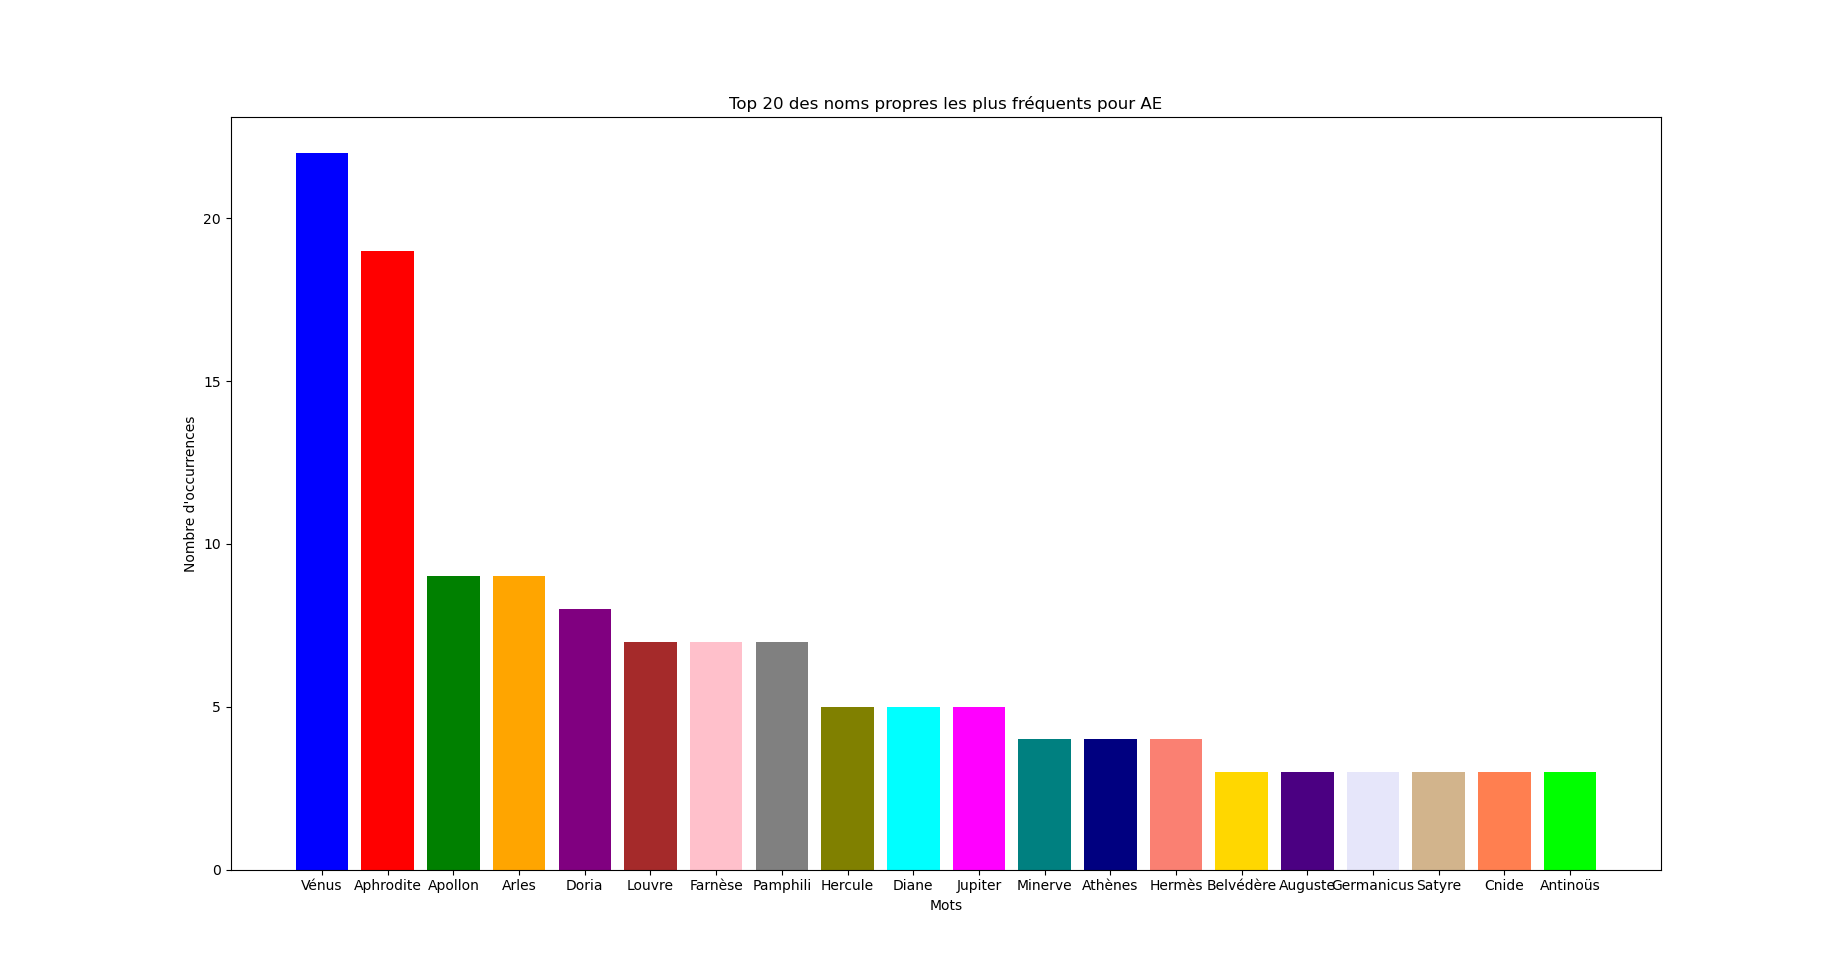 Top 20 des noms propres les plus fréquents pour AE
Nombre d'occurrences
20
15
10
5
0
Vénus Aphrodite Apollon Arles Doria Louvre Farnèse Pamphili Hercule Diane Jupiter Minerve Athènes Hermès Belvédère Auguste Germanicus Satyre Cnide Antinoüs
Mots